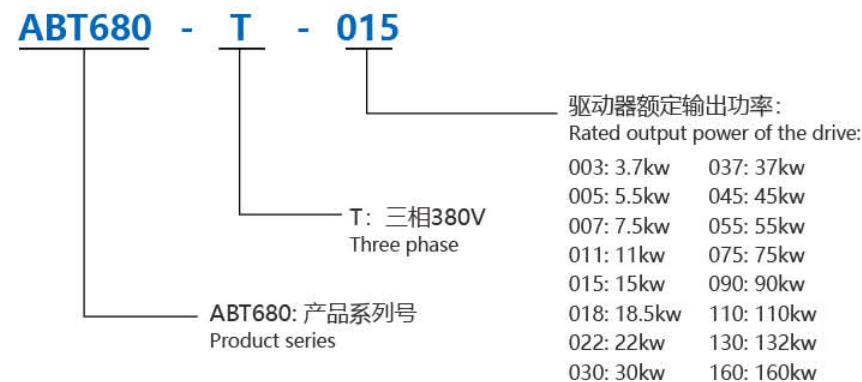 ABT680 - T - 015
驱动器额定输出功率:
Rated output power of the drive:
003: 3.7kw 037: 37kw
005: 5.5kw 045: 45kw
007: 7.5kw 055: 55kw
011: 11kw 075: 75kw
015: 15kw 090: 90kw
018: 18.5kw 110: 110kw
022: 22kw 130: 132kw
030: 30kw 160: 160kw
T: 三相380V
Three phase
ABT680: 产品系列号
Product series